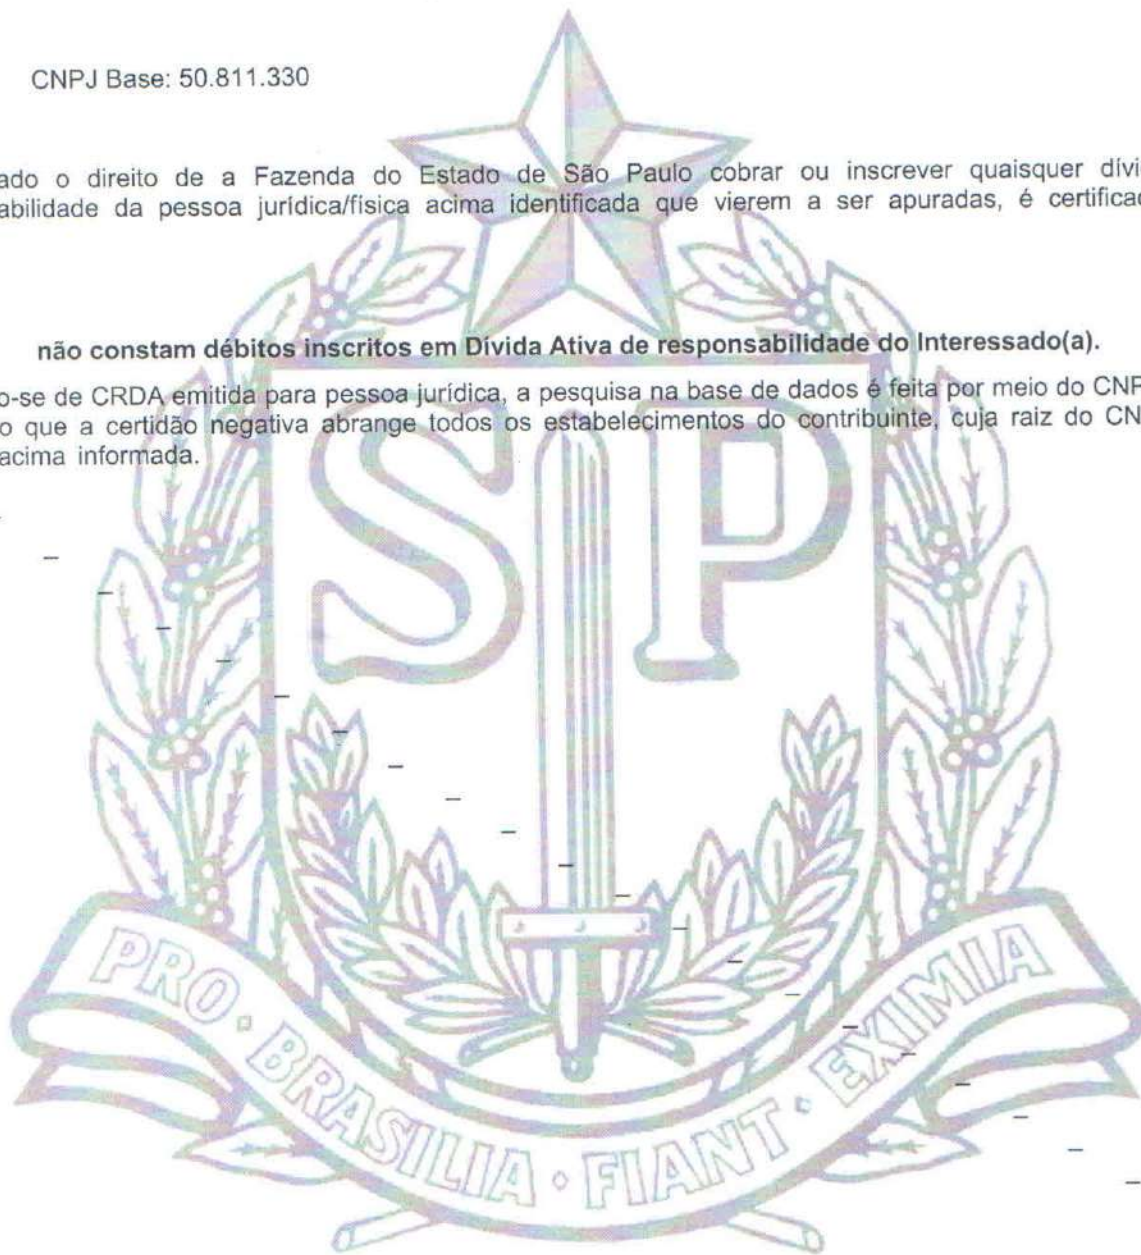 CNPJ Base: 50.811.330
ado o direito de a Fazenda do Estado de São Paulo cobrar ou inscrever quaisquer dívi
abilidade da pessoa jurídica/física acima identificada que vierem a ser apuradas, é certificad
não constam débitos inscritos em Dívida Ativa de responsabilidade do Interessado(a).
o-se de CRDA emitida para pessoa jurídica, a pesquisa na base de dados é feita por meio do CNP
o que a certidão negativa abrange todos os estabelecimentos do contribuinte, cuja raiz do CN
acima informada.
SP
PRO • BRASILIA • FIANT • EXIMIA